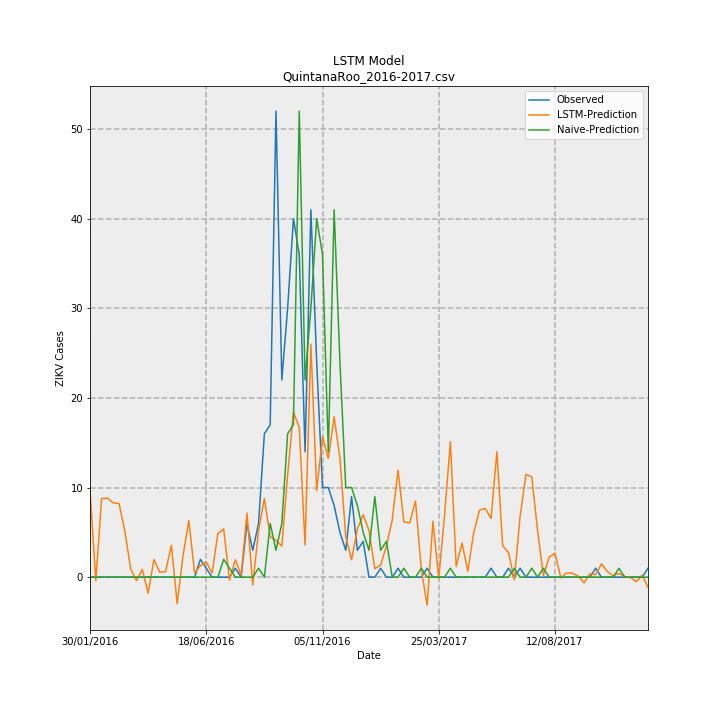 LSTM Model
QuintanaRoo_2016-2017.csv
Observed
LSTM-Prediction
Naive-Prediction
50
40
30
20
10
0
ZIKV Cases
30/01/2016
18/06/2016
05/11/2016
25/03/2017
12/08/2017
Date